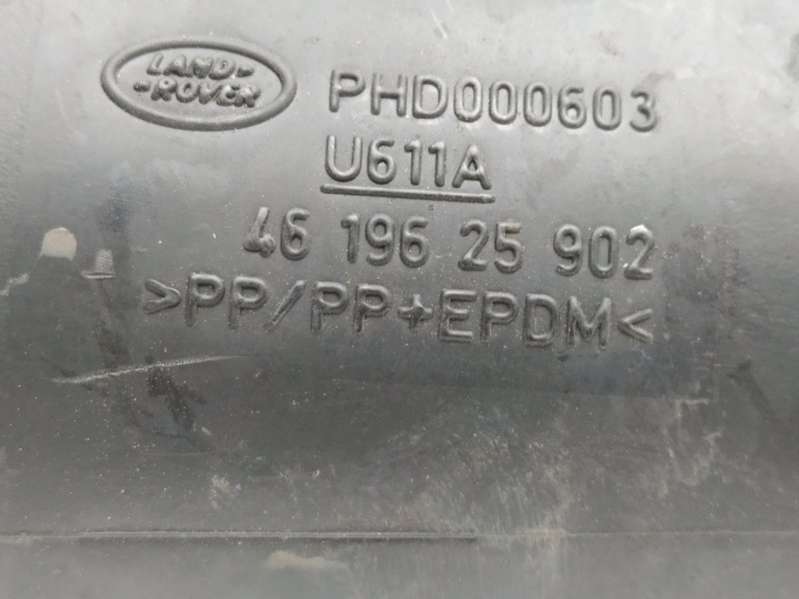 LAND-
-ROVER
PHD000603
U611A
46 196 25 902
>PP/PP+EPDM<